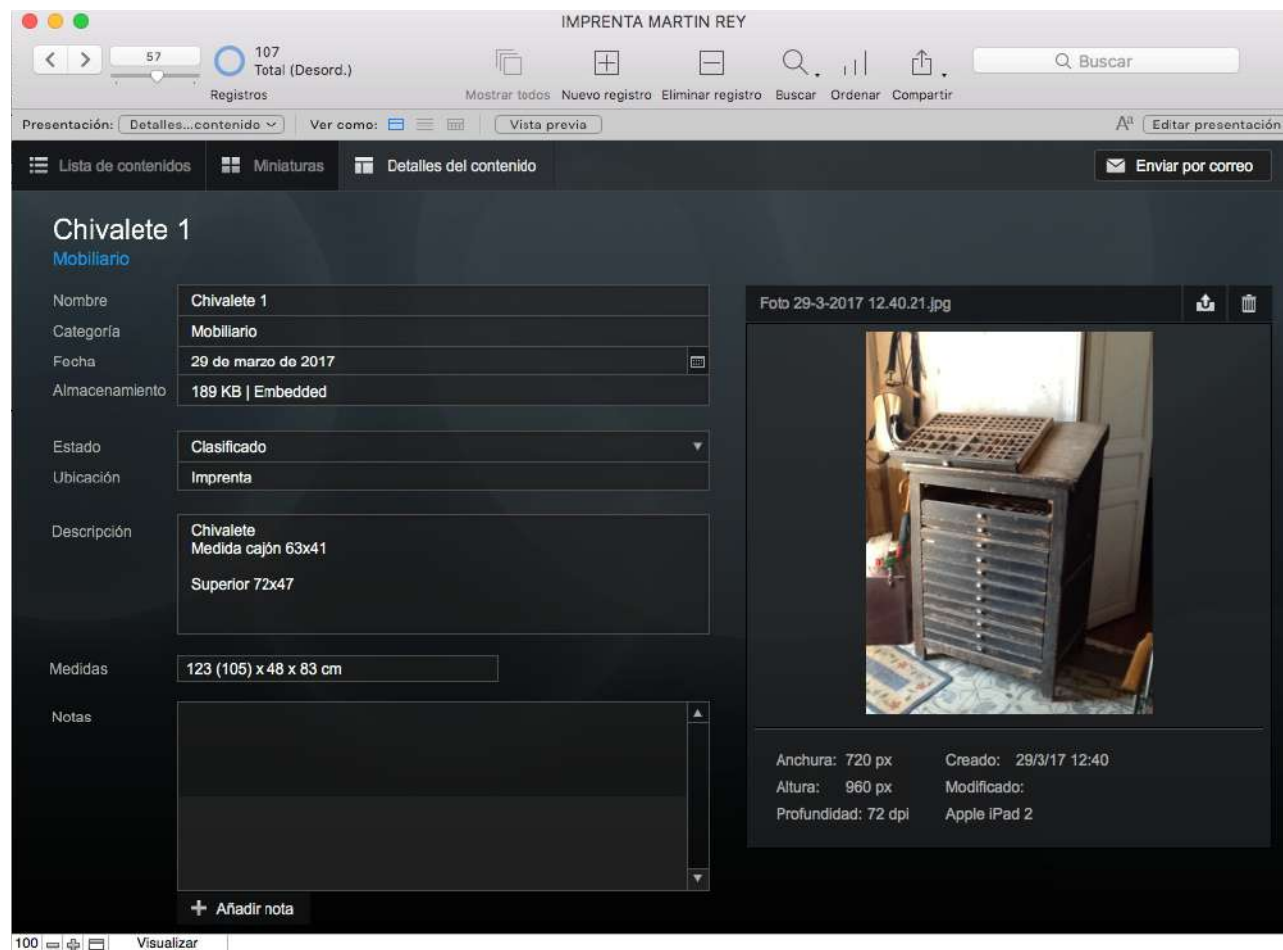 IMPRENTA MARTIN REY
57
107
Total (Desord.)
Registros
Mostrar todos Nuevo registro Eliminar registro Buscar Ordenar Compartir
Buscar
Presentación: Detalles...contenido Ver como: Vista previa Editar presentación
Lista de contenidos Miniaturas Detalles del contenido Enviar por correo
Chivalete 1
Mobiliario
Nombre Chivalete 1
Categoría Mobiliario
Fecha 29 de marzo de 2017
Almacenamiento 189 KB | Embedded
Estado Clasificado
Ubicación Imprenta
Descripción Chivalete
Medida cajón 63x41
Superior 72x47
Medidas 123 (105) x 48 x 83 cm
Notas
Añadir nota
Foto 29-3-2017 12.40.21.jpg
Anchura: 720 px Creado: 29/3/17 12:40
Altura: 960 px Modificado:
Profundidad: 72 dpi Apple iPad 2
100 Visualizar